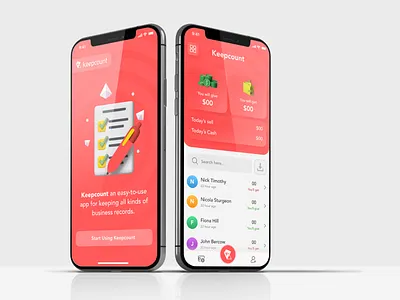 Keepcount
Keepcount an easy-to-use
app for keeping all kinds of
business records.
Start Using Keepcount
Keepcount
You will give
$00
You will give
$00
Today's sell
$00
Today's Cash
$00
Search here...
Nick Timothy
00
Nicola Sturgeon
00
Fiona Hill
00
John Bercow
00